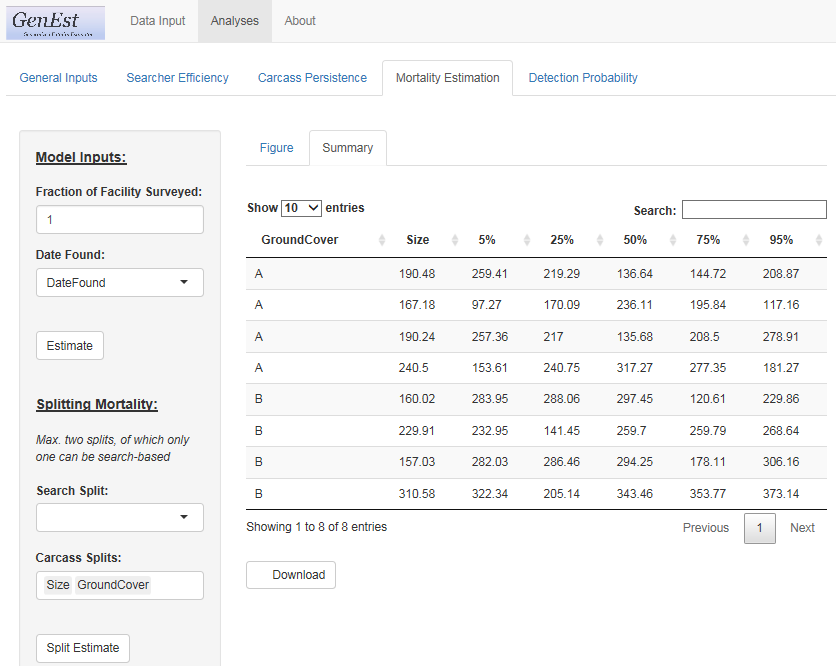 GenEst
Data Input Analyses About
General Inputs Searcher Efficiency Carcass Persistence Mortality Estimation Detection Probability
Model Inputs:
Fraction of Facility Surveyed:
1
Date Found:
DateFound
Estimate
Splitting Mortality:
Max. two splits, of which only
one can be search-based
Search Split:
Carcass Splits:
Size GroundCover
Split Estimate
Figure Summary
Show 10 entries Search:
GroundCover Size 5% 25% 50% 75% 95%
A 190.48 259.41 219.29 136.64 144.72 208.87
A 167.18 97.27 170.09 236.11 195.84 117.16
A 190.24 257.36 217 135.68 208.5 278.91
A 240.5 153.61 240.75 317.27 277.35 181.27
B 160.02 283.95 288.06 297.45 120.61 229.86
B 229.91 232.95 141.45 259.7 259.79 268.64
B 157.03 282.03 286.46 294.25 178.11 306.16
B 310.58 322.34 205.14 343.46 353.77 373.14
Showing 1 to 8 of 8 entries Previous 1 Next
Download